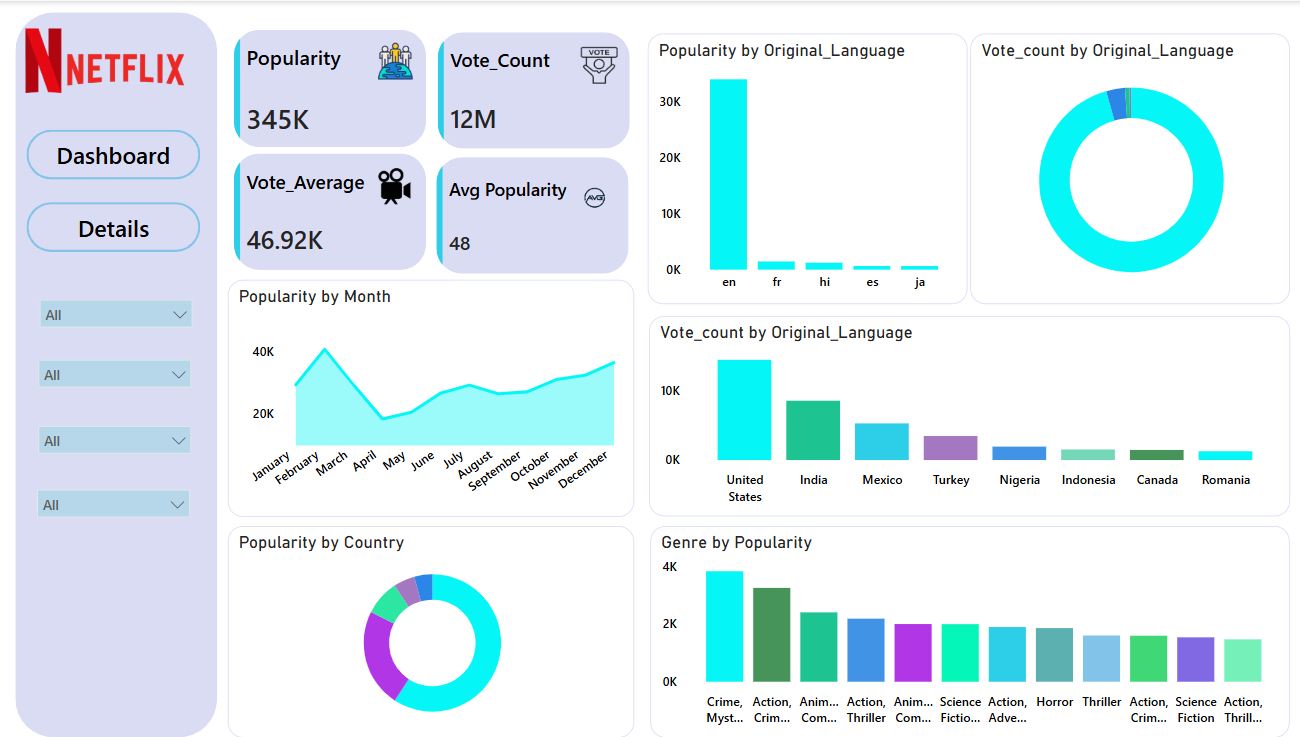 NETFLIX
Dashboard
Details
All
All
All
All
Popularity
345K
Vote_Count
VOTE
12M
Vote_Average
46.92K
Avg Popularity
AVG
48
Popularity by Original_Language
30K
20K
10K
0K
en fr hi es ja
Vote_count by Original_Language
Popularity by Month
40K
20K
January February March April May June July August September October November December
Vote_count by Original_Language
10K
0K
United States India Mexico Turkey Nigeria Indonesia Canada Romania
Popularity by Country
Genre by Popularity
4K
2K
0K
Crime, Action, Anim... Action, Anim... Science Action, Horror Thriller Action, Science Action,
Myst... Crim... Com... Thriller Com... Fictio... Adve... Crim... Fiction Thrill...